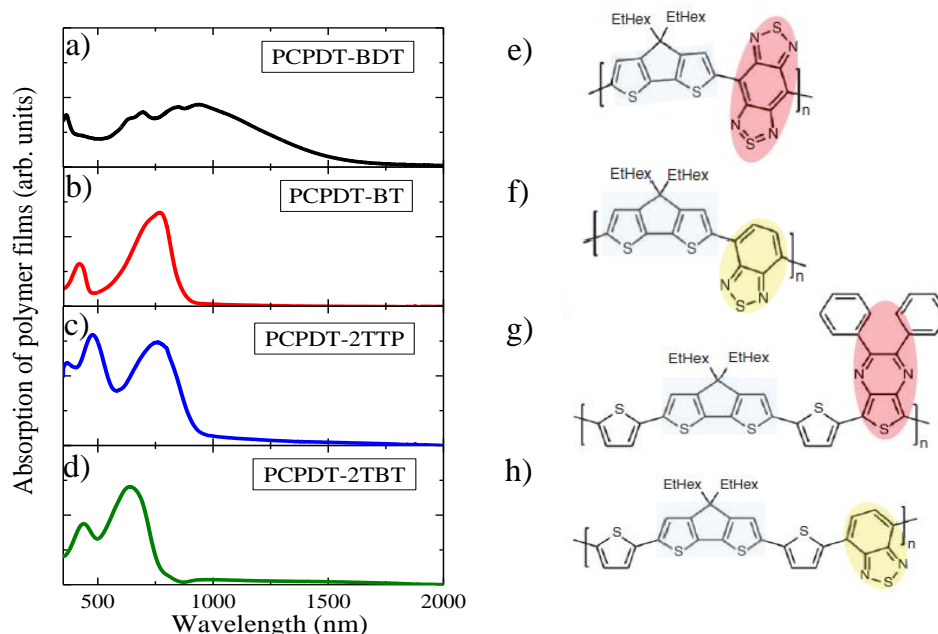 Absorption of polymer films (arb. units)
a)
PCPDT-BDT
b)
PCPDT-BT
c)
PCPDT-2TTP
d)
PCPDT-2TBT
500 1000 1500 2000
Wavelength (nm)
e)
EtHex EtHex
S
N N
S S
N N
S
n
f)
EtHex EtHex
S S
N N
S
n
g)
EtHex EtHex
N N
S S S S S
n
h)
EtHex EtHex
S S S S
N N
S
n